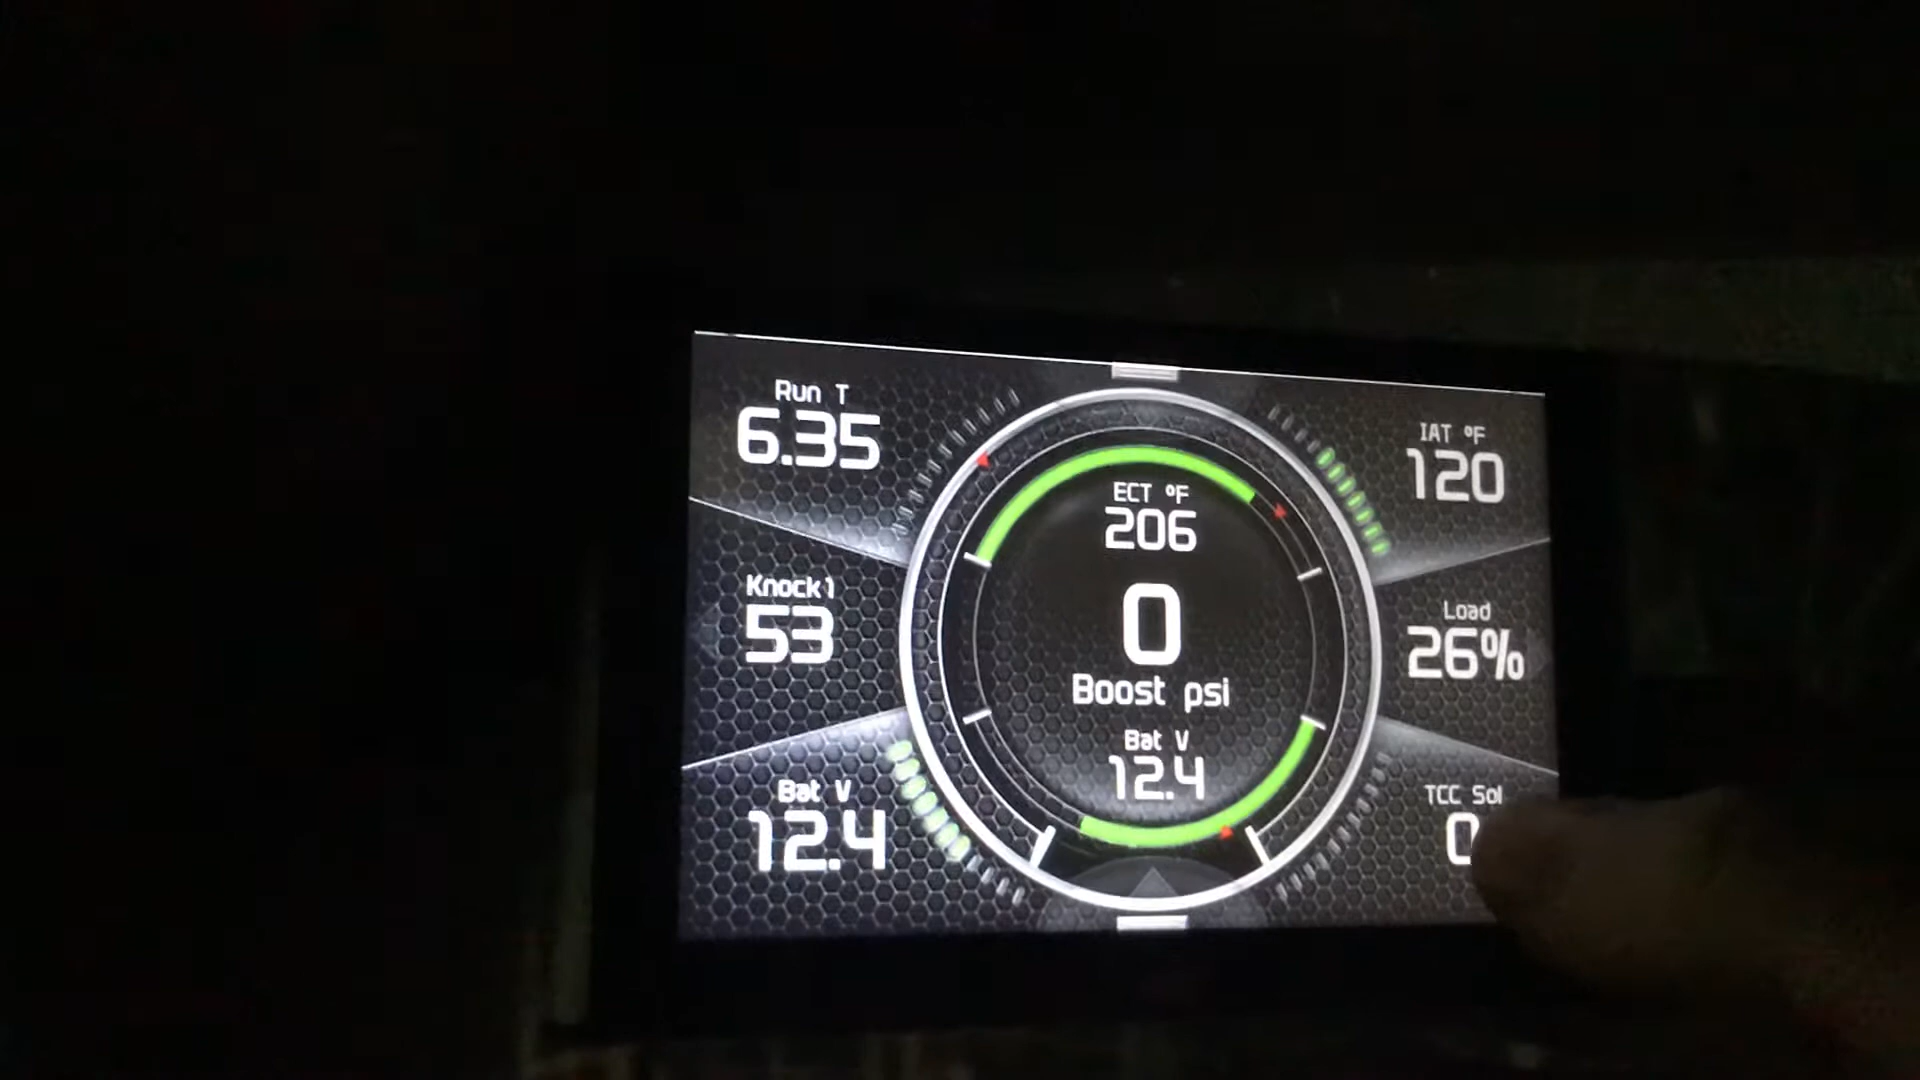 Run T
6.35
IAT °F
120
ECT °F
206
Knock1
53
0
Boost psi
Load
26%
Bat V
12.4
Bat V
12.4
TCC Sol
0